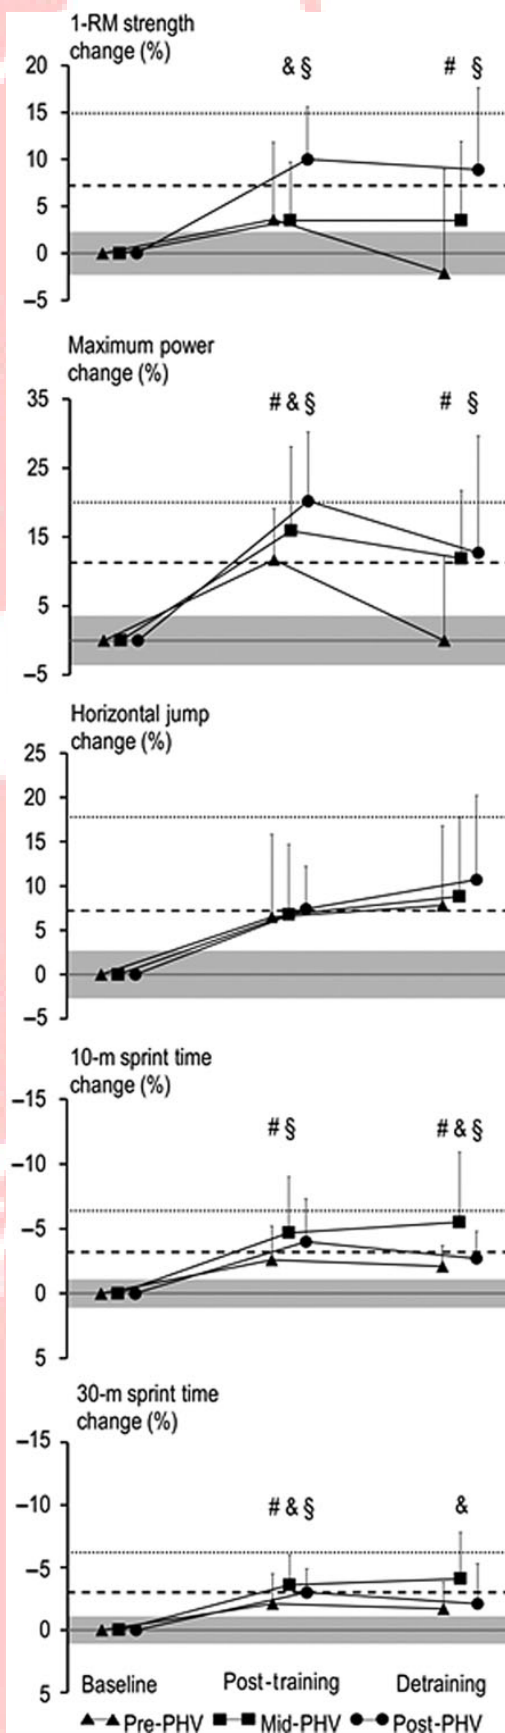 1-RM strength
change (%)
20
& §
# §
15
10
5
0
–5
Maximum power
change (%)
35
# & §
# §
25
15
5
–5
Horizontal jump
change (%)
25
20
15
10
5
0
–5
10-m sprint time
change (%)
–15
# §
# & §
–10
–5
0
5
30-m sprint time
change (%)
–15
–10
# & §
&
–5
0
Baseline Post-training Detraining
5
Pre-PHV Mid-PHV Post-PHV